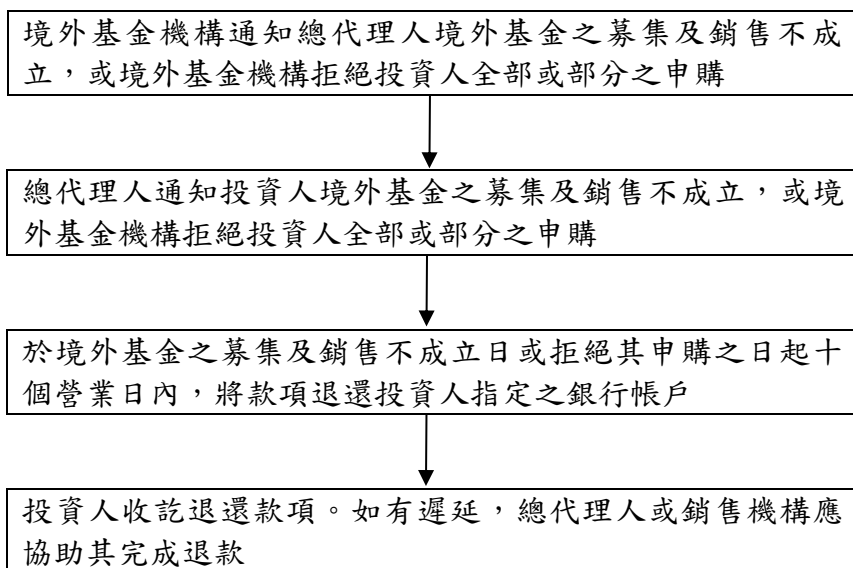 境外基金機構通知總代理人境外基金之募集及銷售不成
立，或境外基金機構拒絕投資人全部或部分之申購
總代理人通知投資人境外基金之募集及銷售不成立，或境
外基金機構拒絕投資人全部或部分之申購
於境外基金之募集及銷售不成立日或拒絕其申購之日起十
個營業日內，將款項退還投資人指定之銀行帳戶
投資人收訖退還款項。如有遲延，總代理人或銷售機構應
協助其完成退款